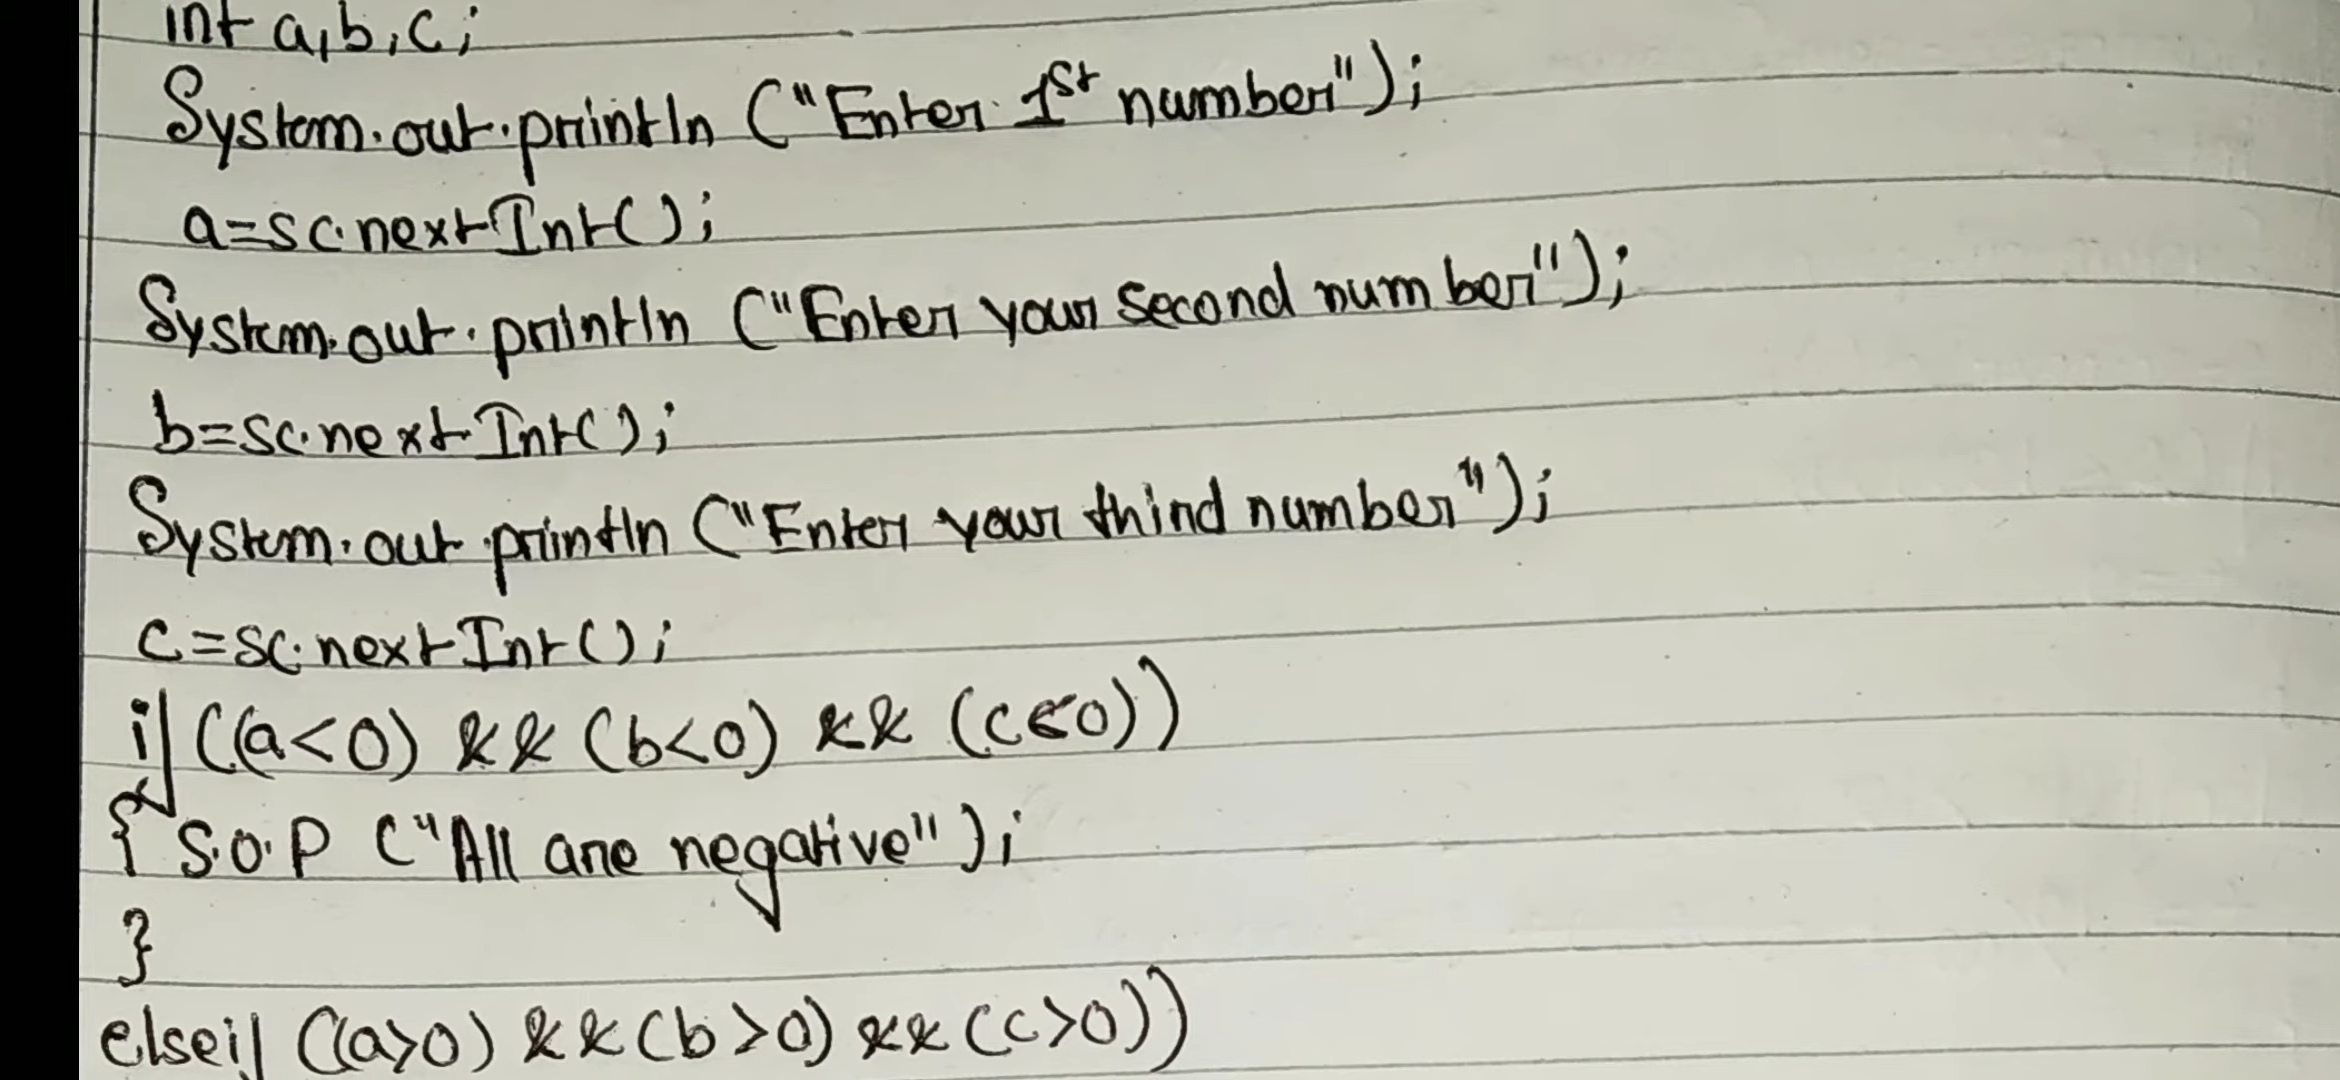 int a,b,c;
System.out.println ("Enter 1st number");
a=sc.nextInt();
System.out.println ("Enter your second number");
b=sc.nextInt();
System.out.println ("Enter your third number");
c=sc.nextInt();
if ((a<0) && (b<0) && (c<0))
{ S.O.P ("All are negative");
}
elseif ((a>0) && (b>0) && (c>0))